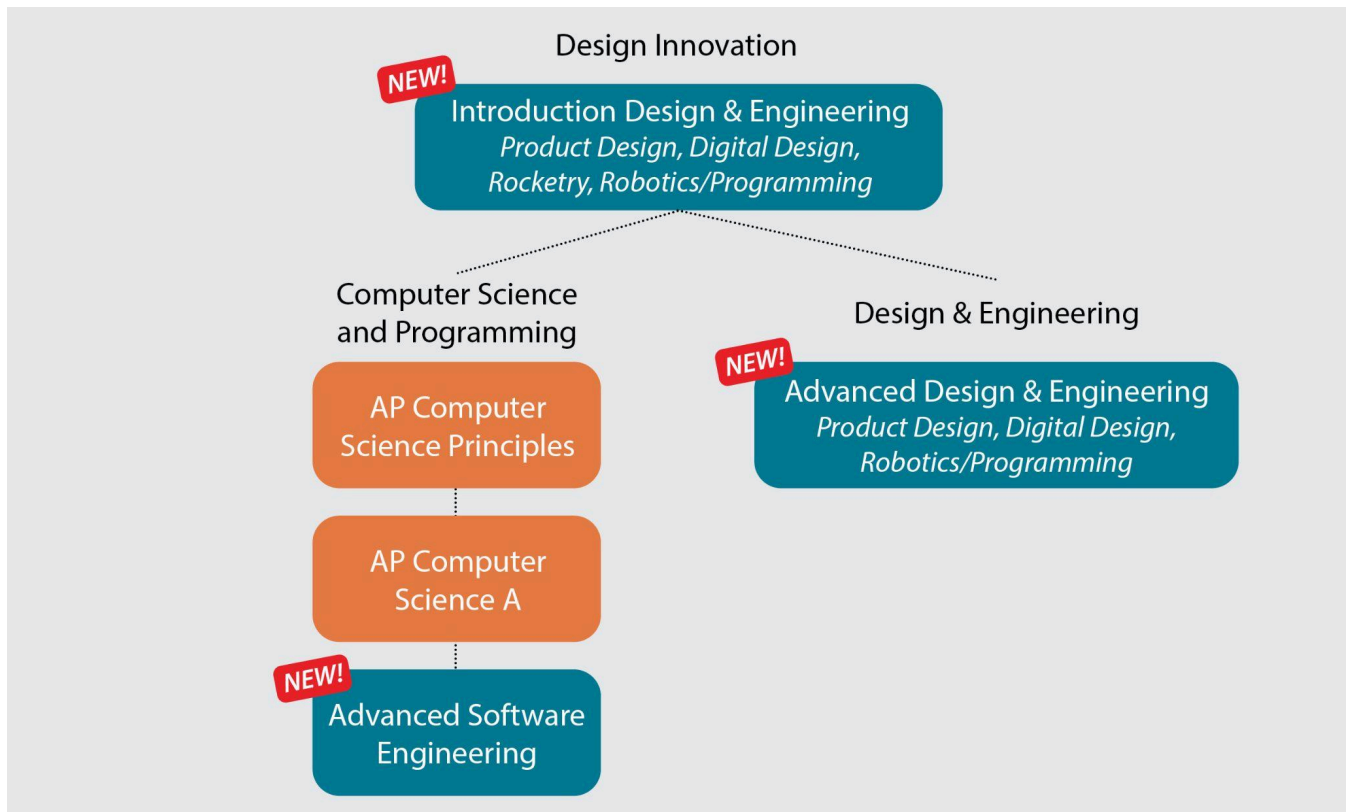 Design Innovation
NEW!
Introduction Design & Engineering
Product Design, Digital Design,
Rocketry, Robotics/Programming
Computer Science
and Programming
AP Computer
Science Principles
AP Computer
Science A
NEW!
Advanced Software
Engineering
Design & Engineering
NEW!
Advanced Design & Engineering
Product Design, Digital Design,
Robotics/Programming